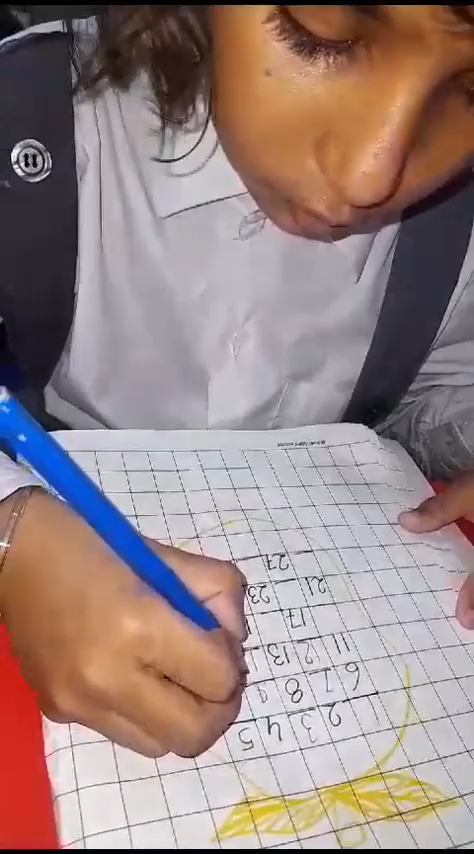 _ 2 3 4 5
6 7 8 9
11 12 13
_ 17 _
21 _ 23
_ 27 _